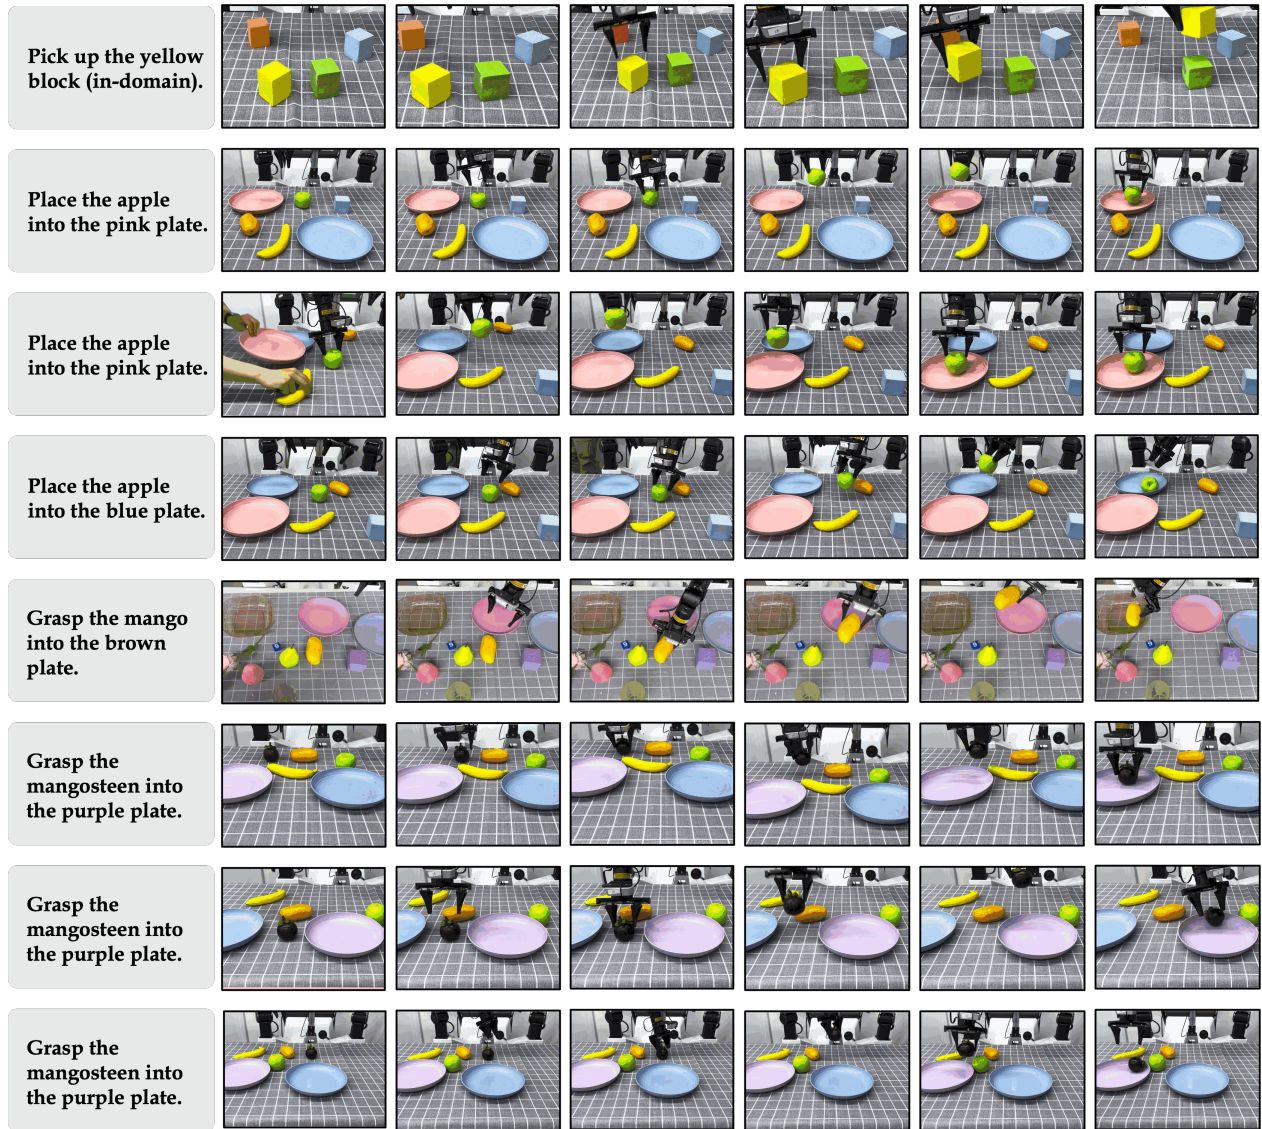 Pick up the yellow
block (in-domain).
Place the apple
into the pink plate.
Place the apple
into the pink plate.
Place the apple
into the blue plate.
Grasp the mango
into the brown
plate.
Grasp the
mangosteen into
the purple plate.
Grasp the
mangosteen into
the purple plate.
Grasp the
mangosteen into
the purple plate.